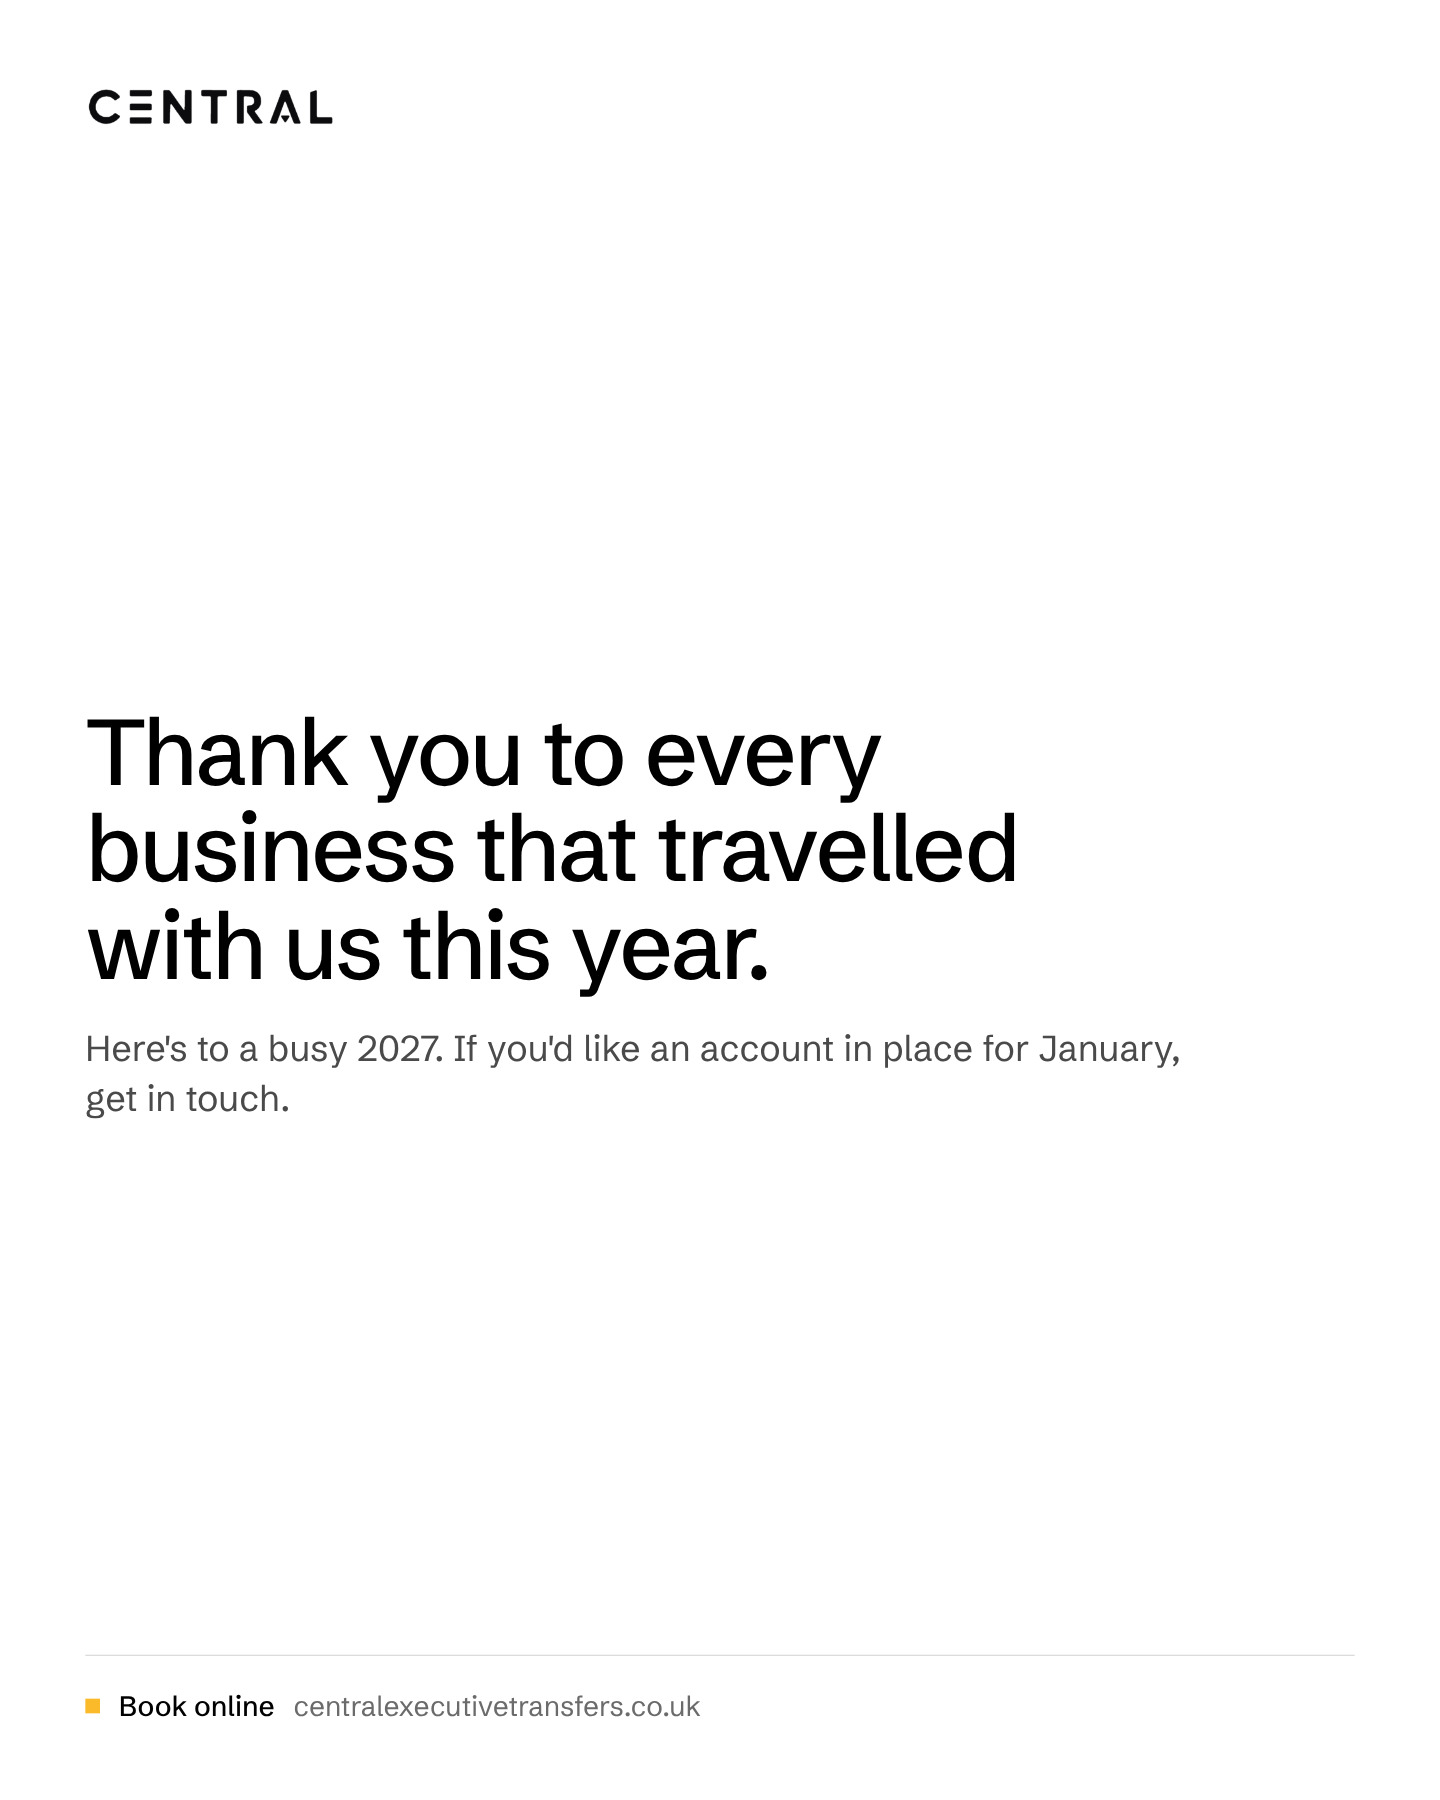 CENTRAL
Thank you to every
business that travelled
with us this year.
Here's to a busy 2027. If you'd like an account in place for January,
get in touch.
Book online centralexecutivetransfers.co.uk